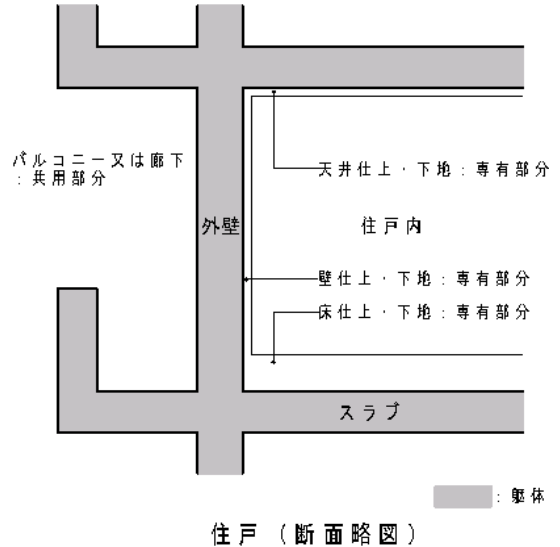 バルコニー又は廊下
：共用部分
天井仕上・下地：専有部分
外壁
住戸内
壁仕上・下地：専有部分
床仕上・下地：専有部分
スラブ
：躯体
住戸（断面略図）